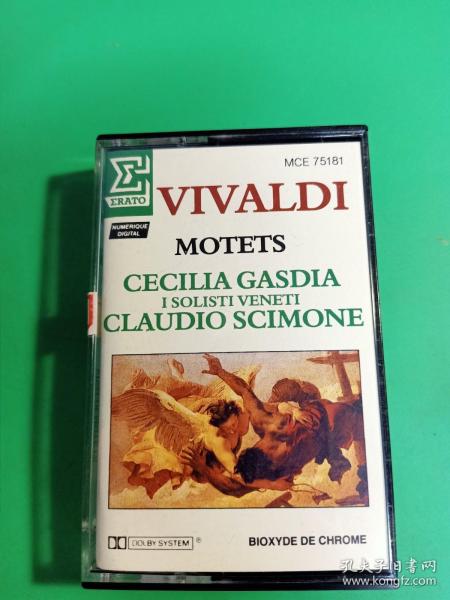 MCE 75181
ERATO
VIVALDI
NUMERIQUE
DIGITAL
MOTETS
CECILIA GASDIA
I SOLISTI VENETI
CLAUDIO SCIMONE
DOLBY SYSTEM ®
BIOXYDE DE CHROME
孔夫子旧书网
www.kongfz.com